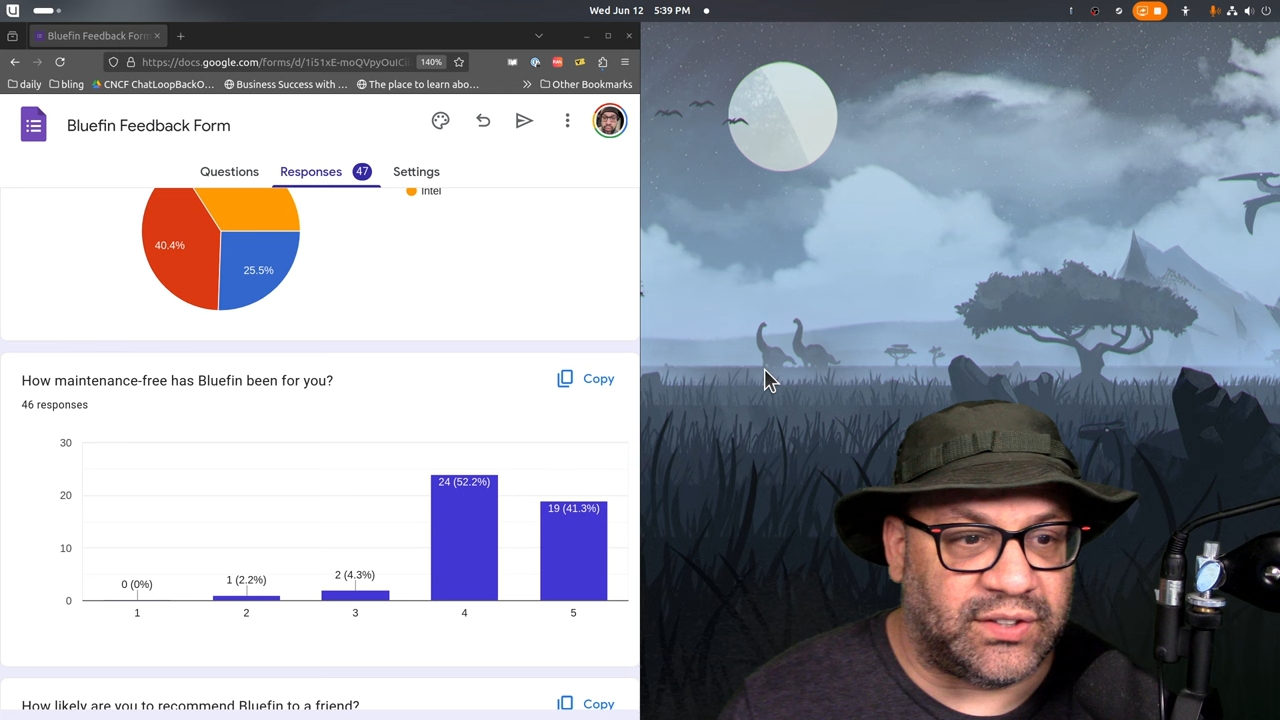 Wed Jun 12 5:39 PM
Bluefin Feedback Form
https://docs.google.com/forms/d/1i51xE-moQVpyOuIC
140%
daily
bling
CNCF ChatLoopBackO…
Business Success with …
The place to learn abo…
Other Bookmarks
Bluefin Feedback Form
Questions
Responses 47
Settings
Intel
40.4%
25.5%
How maintenance-free has Bluefin been for you?
Copy
46 responses
30
20
10
0
0 (0%)
1 (2.2%)
2 (4.3%)
24 (52.2%)
19 (41.3%)
1 2 3 4 5
How likely are you to recommend Bluefin to a friend?
Copy